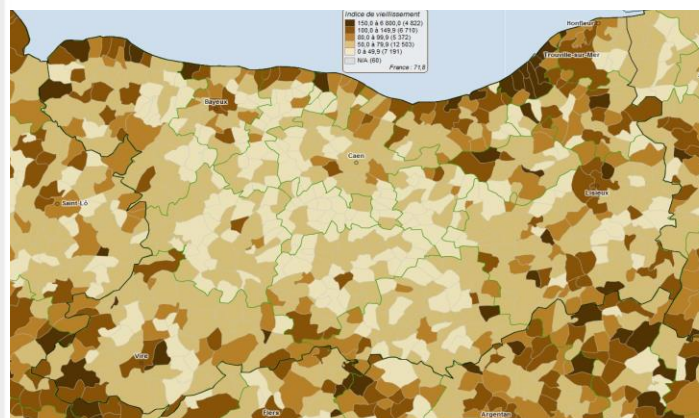 Indice de vieillissement
150,0 à 6 000,0 (4 822)
100,0 à 149,9 (6 710)
80,0 à 99,9 (5 372)
50,0 à 79,9 (12 503)
0 à 49,9 (7 191)
N/A (60)
France : 71,8
Honfleur
Trouville-sur-Mer
Bayeux
Caen
Lisieux
Saint Lô
Vire
Flers
Argentan